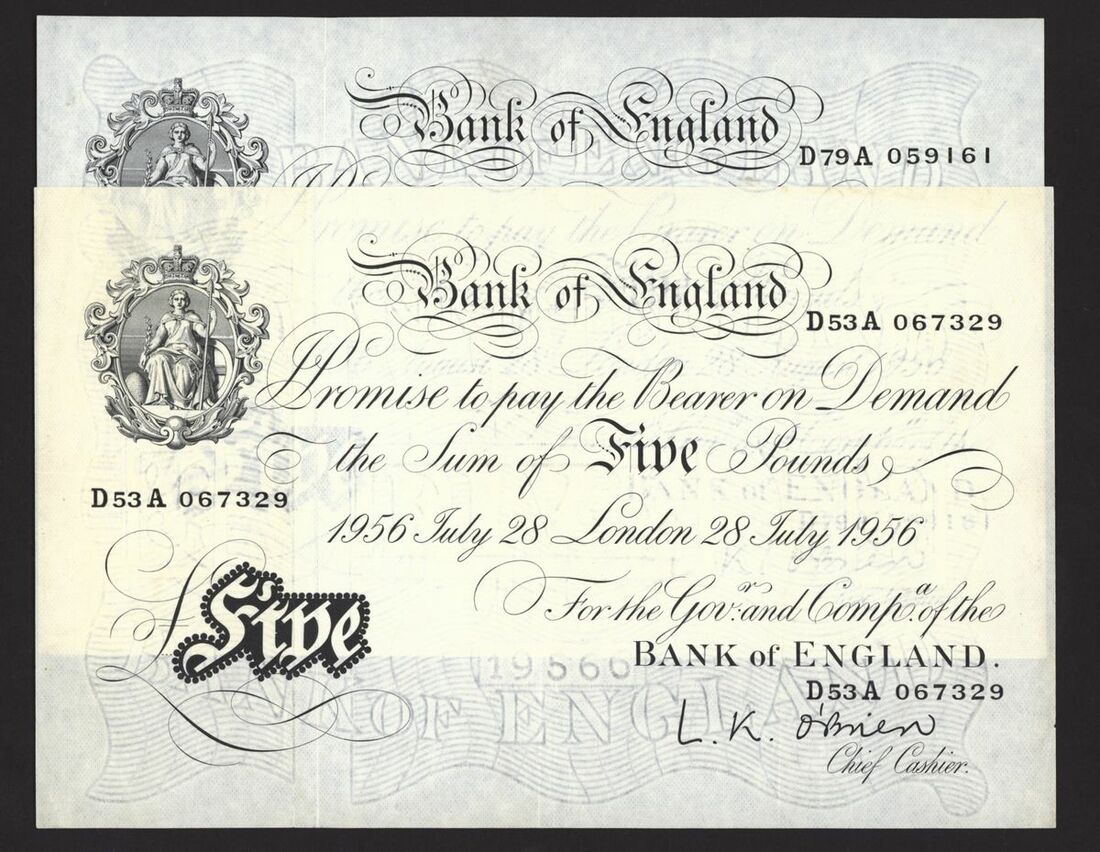 Bank of England
D79A 059161
Bank of England
D53A 067329
I Promise to pay the Bearer on Demand
the Sum of Five Pounds
D53A 067329
1956 July 28 London 28 July 1956
For the Gov.r and Comp.a of the
£Five
BANK of ENGLAND.
D53A 067329
L. K. O'Brien
Chief Cashier.